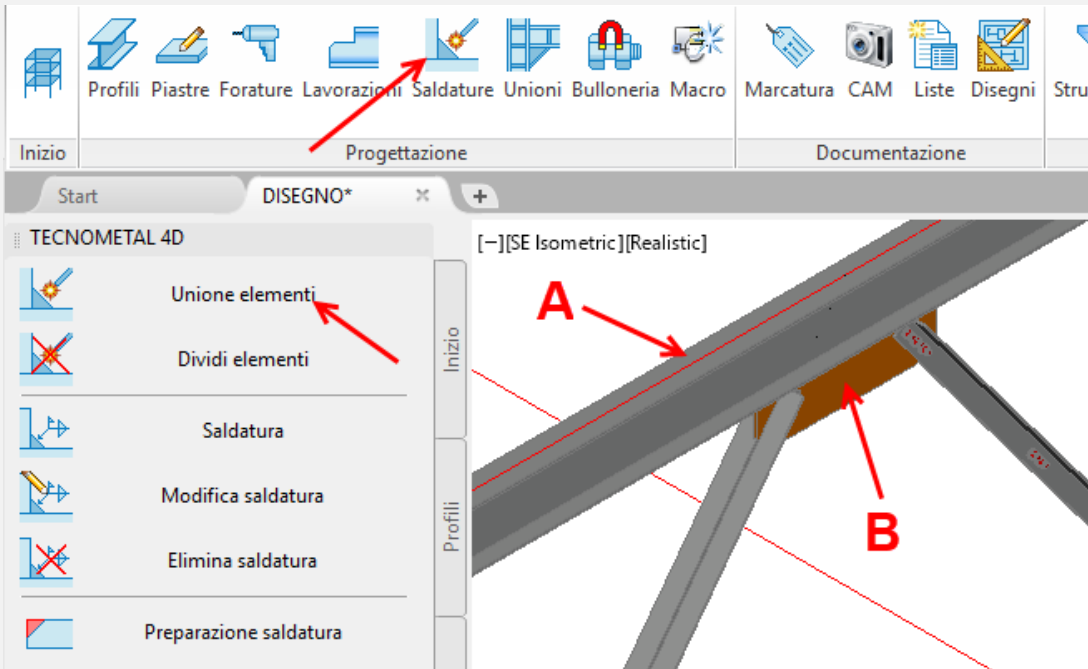 Profili Piastre Forature Lavorazioni Saldature Unioni Bulloneria Macro Marcatura CAM Liste Disegni Stru
Inizio Progettazione Documentazione
Start DISEGNO*
TECNOMETAL 4D
[−][SE Isometric][Realistic]
Unione elementi
Dividi elementi
Saldatura
Modifica saldatura
Elimina saldatura
Preparazione saldatura
Inizio
Profili
A
B